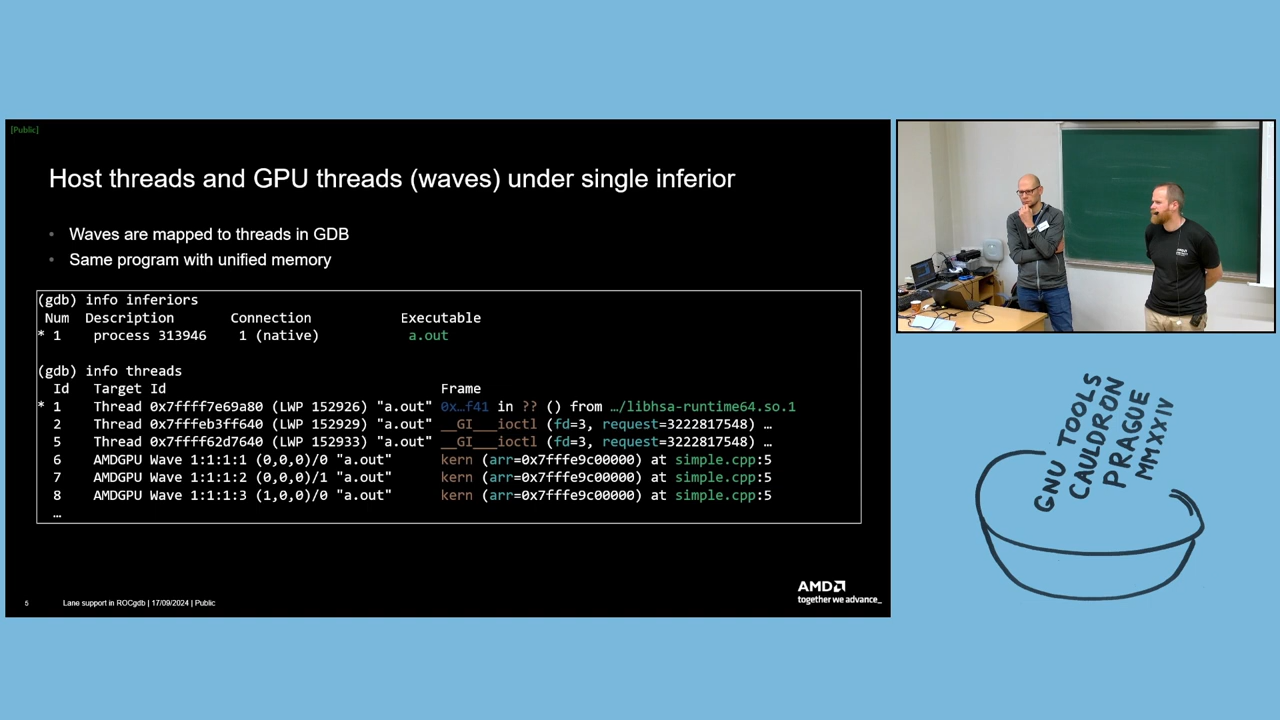 [Public]
Host threads and GPU threads (waves) under single inferior
• Waves are mapped to threads in GDB
• Same program with unified memory
(gdb) info inferiors
Num Description Connection Executable
* 1 process 313946 1 (native) a.out
(gdb) info threads
Id Target Id Frame
* 1 Thread 0x7ffff7e69a80 (LWP 152926) "a.out" 0x…f41 in ?? () from …/libhsa-runtime64.so.1
2 Thread 0x7fffeb3ff640 (LWP 152929) "a.out" __GI___ioctl (fd=3, request=3222817548) …
5 Thread 0x7ffff62d7640 (LWP 152933) "a.out" __GI___ioctl (fd=3, request=3222817548) …
6 AMDGPU Wave 1:1:1:1 (0,0,0)/0 "a.out" kern (arr=0x7fffe9c00000) at simple.cpp:5
7 AMDGPU Wave 1:1:1:2 (0,0,0)/1 "a.out" kern (arr=0x7fffe9c00000) at simple.cpp:5
8 AMDGPU Wave 1:1:1:3 (1,0,0)/0 "a.out" kern (arr=0x7fffe9c00000) at simple.cpp:5
…
5 Lane support in ROCgdb | 17/09/2024 | Public
AMD
together we advance_
AMD
GNU TOOLS
CAULDRON
PRAGUE
MMXXIV